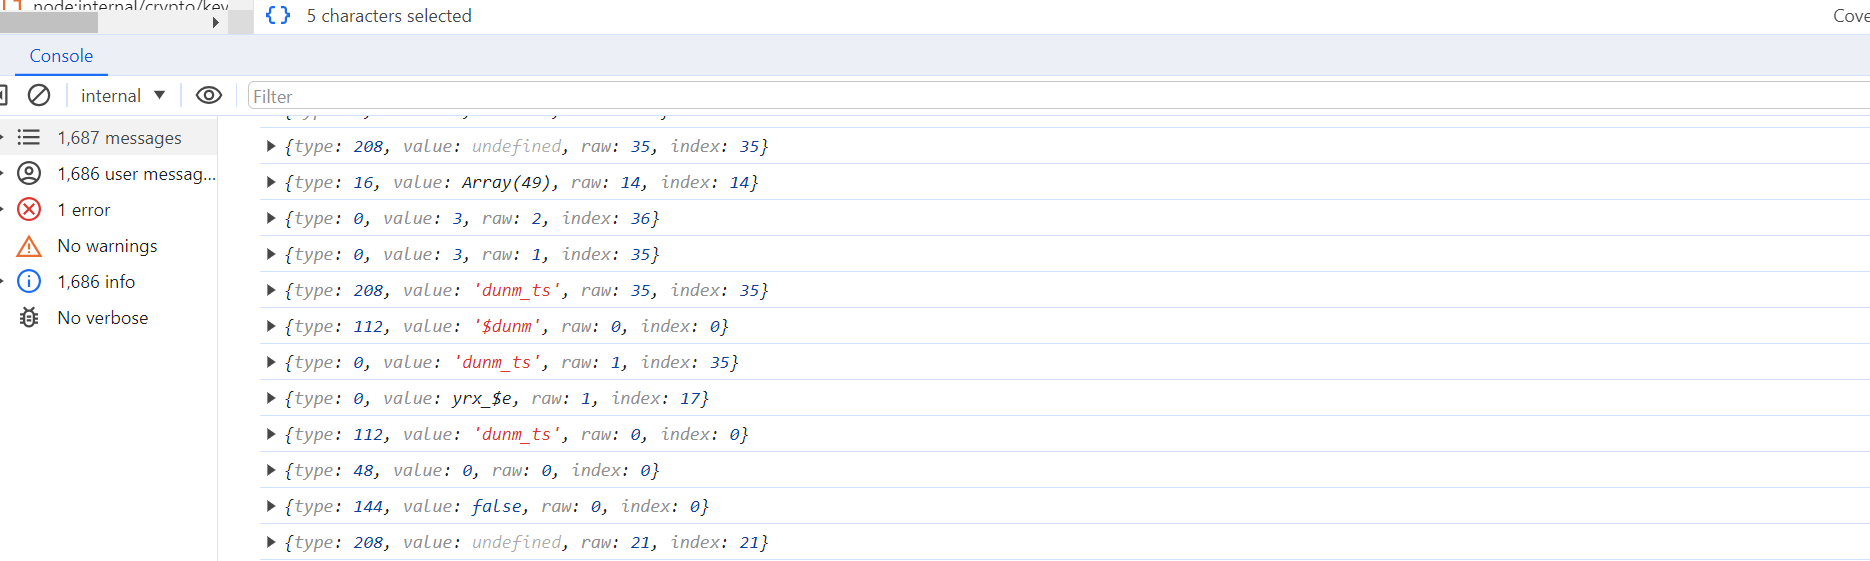 node:internal/crypto/key
{} 5 characters selected
Cove
Console
internal ▼
Filter
1,687 messages
1,686 user messag...
1 error
No warnings
1,686 info
No verbose
{type: 208, value: undefined, raw: 35, index: 35}
{type: 16, value: Array(49), raw: 14, index: 14}
{type: 0, value: 3, raw: 2, index: 36}
{type: 0, value: 3, raw: 1, index: 35}
{type: 208, value: 'dunm_ts', raw: 35, index: 35}
{type: 112, value: '$dunm', raw: 0, index: 0}
{type: 0, value: 'dunm_ts', raw: 1, index: 35}
{type: 0, value: yrx_$e, raw: 1, index: 17}
{type: 112, value: 'dunm_ts', raw: 0, index: 0}
{type: 48, value: 0, raw: 0, index: 0}
{type: 144, value: false, raw: 0, index: 0}
{type: 208, value: undefined, raw: 21, index: 21}